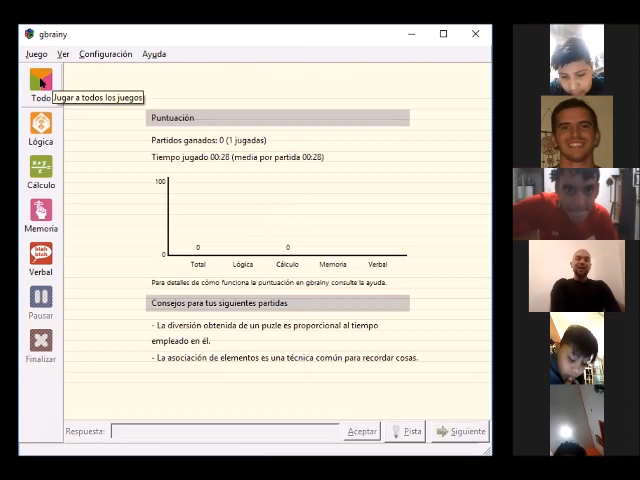 gbrainy
Juego Ver Configuración Ayuda
Todo
Jugar a todos los juegos
Lógica
x+y/z
Cálculo
Memoria
blah blah
Verbal
Pausar
Finalizar
Puntuación
Partidos ganados: 0 (1 jugadas)
Tiempo jugado 00:28 (media por partida 00:28)
100
0
0 0
Total Lógica Cálculo Memoria Verbal
Para detalles de cómo funciona la puntuación en gbrainy consulte la ayuda.
Consejos para tus siguientes partidas
- La diversión obtenida de un puzle es proporcional al tiempo
empleado en él.
- La asociación de elementos es una técnica común para recordar cosas.
Respuesta: Aceptar Pista Siguiente